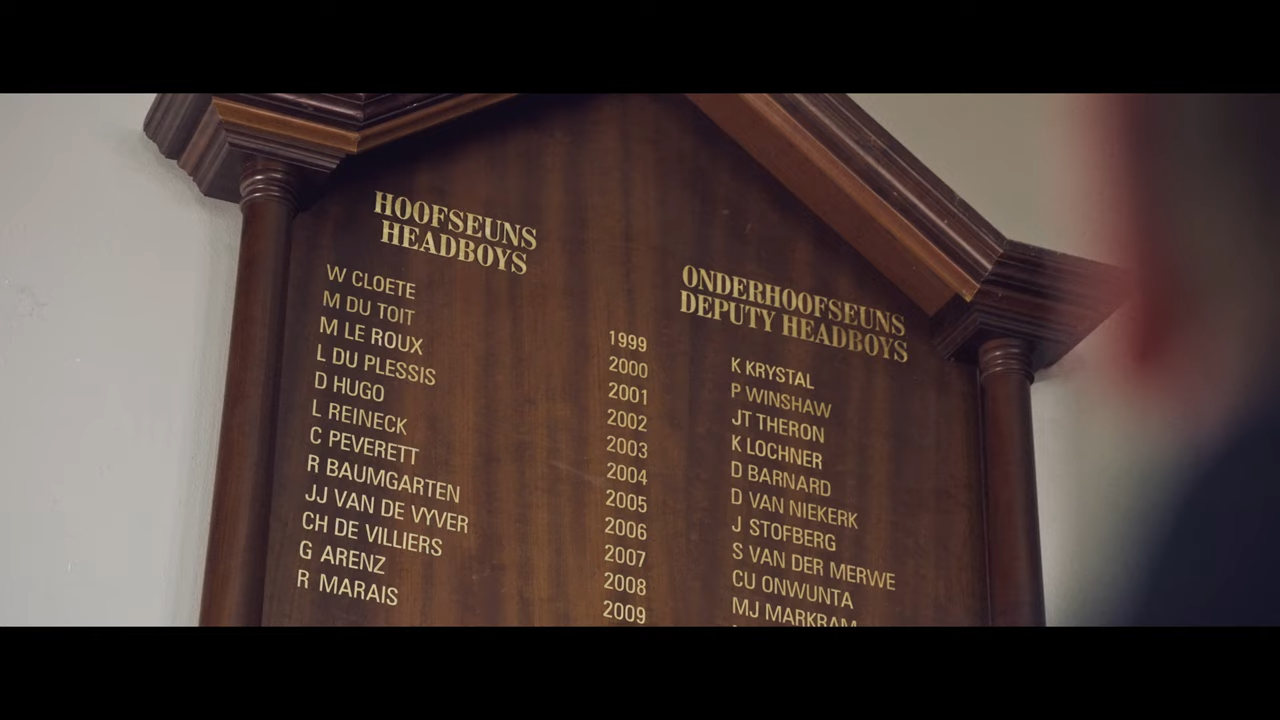 HOOFSEUNS
HEADBOYS
ONDERHOOFSEUNS
DEPUTY HEADBOYS
W CLOETE 1999 K KRYSTAL
M DU TOIT 2000 P WINSHAW
M LE ROUX 2001 JT THERON
L DU PLESSIS 2002 K LOCHNER
D HUGO 2003 D BARNARD
L REINECK 2004 D VAN NIEKERK
C PEVERETT 2005 J STOFBERG
R BAUMGARTEN 2006 S VAN DER MERWE
JJ VAN DE VYVER 2007 CU ONWUNTA
CH DE VILLIERS 2008 MJ MARKRAM
G ARENZ 2009
R MARAIS